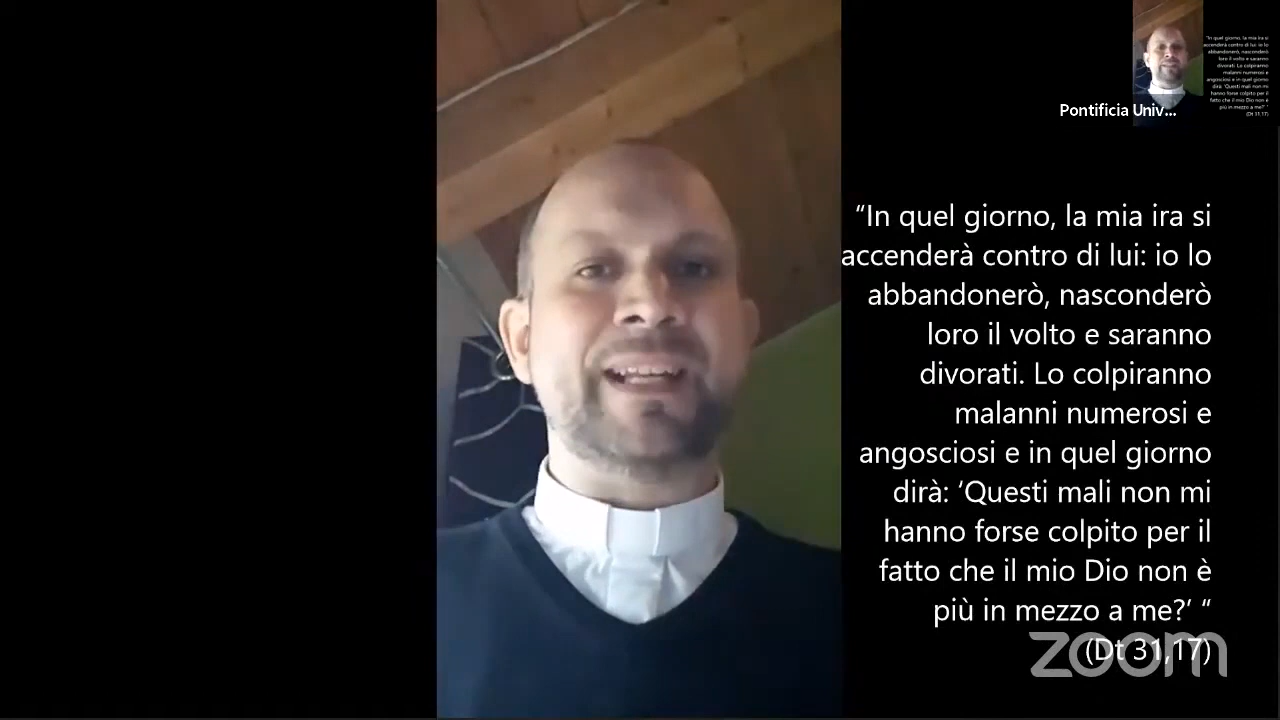 Pontificia Univ...
“In quel giorno, la mia ira si
accenderà contro di lui: io lo
abbandonerò, nasconderò
loro il volto e saranno
divorati. Lo colpiranno
malanni numerosi e
angosciosi e in quel giorno
dirà: ‘Questi mali non mi
hanno forse colpito per il
fatto che il mio Dio non è
più in mezzo a me?’ “
(Dt 31,17)
zoom